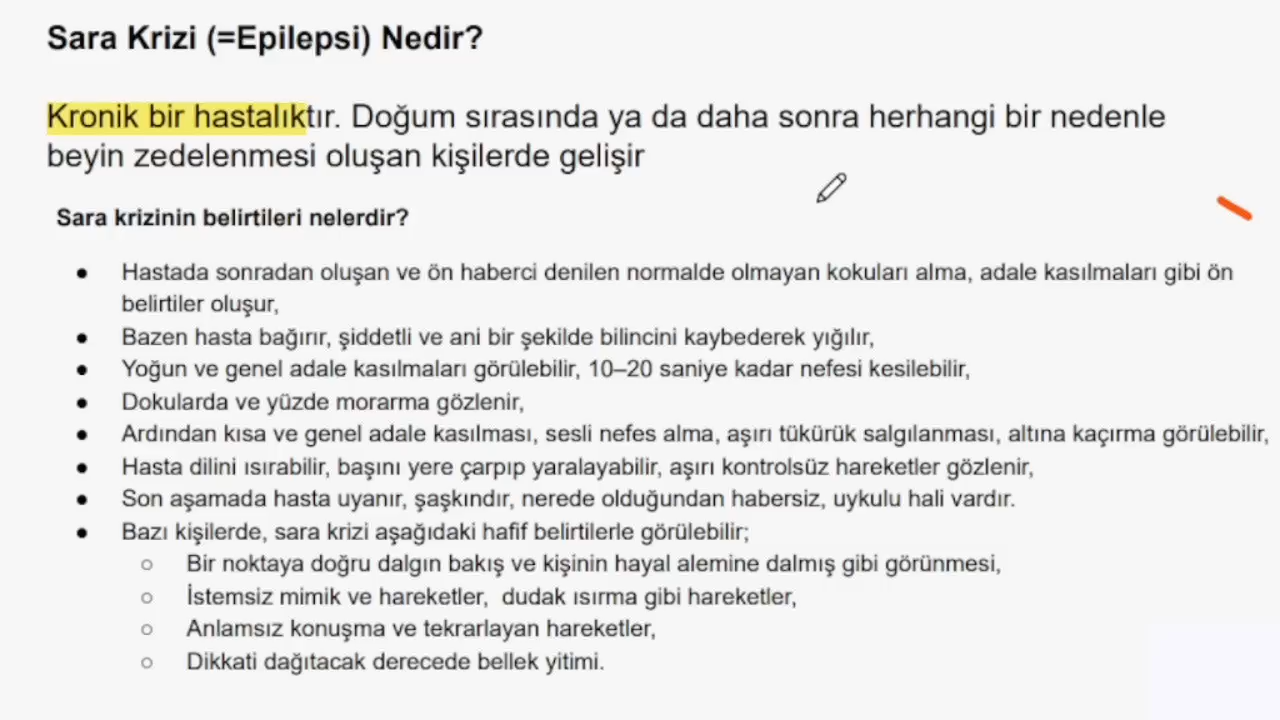 Sara Krizi (=Epilepsi) Nedir?
Kronik bir hastalıktır. Doğum sırasında ya da daha sonra herhangi bir nedenle
beyin zedelenmesi oluşan kişilerde gelişir
Sara krizinin belirtileri nelerdir?
● Hastada sonradan oluşan ve ön haberci denilen normalde olmayan kokuları alma, adale kasılmaları gibi ön
belirtiler oluşur,
● Bazen hasta bağırır, şiddetli ve ani bir şekilde bilincini kaybederek yığılır,
● Yoğun ve genel adale kasılmaları görülebilir, 10–20 saniye kadar nefesi kesilebilir,
● Dokularda ve yüzde morarma gözlenir,
● Ardından kısa ve genel adale kasılması, sesli nefes alma, aşırı tükürük salgılanması, altına kaçırma görülebilir,
● Hasta dilini ısırabilir, başını yere çarpıp yaralayabilir, aşırı kontrolsüz hareketler gözlenir,
● Son aşamada hasta uyanır, şaşkındır, nerede olduğundan habersiz, uykulu hali vardır.
● Bazı kişilerde, sara krizi aşağıdaki hafif belirtilerle görülebilir;
○ Bir noktaya doğru dalgın bakış ve kişinin hayal alemine dalmış gibi görünmesi,
○ İstemsiz mimik ve hareketler, dudak ısırma gibi hareketler,
○ Anlamsız konuşma ve tekrarlayan hareketler,
○ Dikkati dağıtacak derecede bellek yitimi.